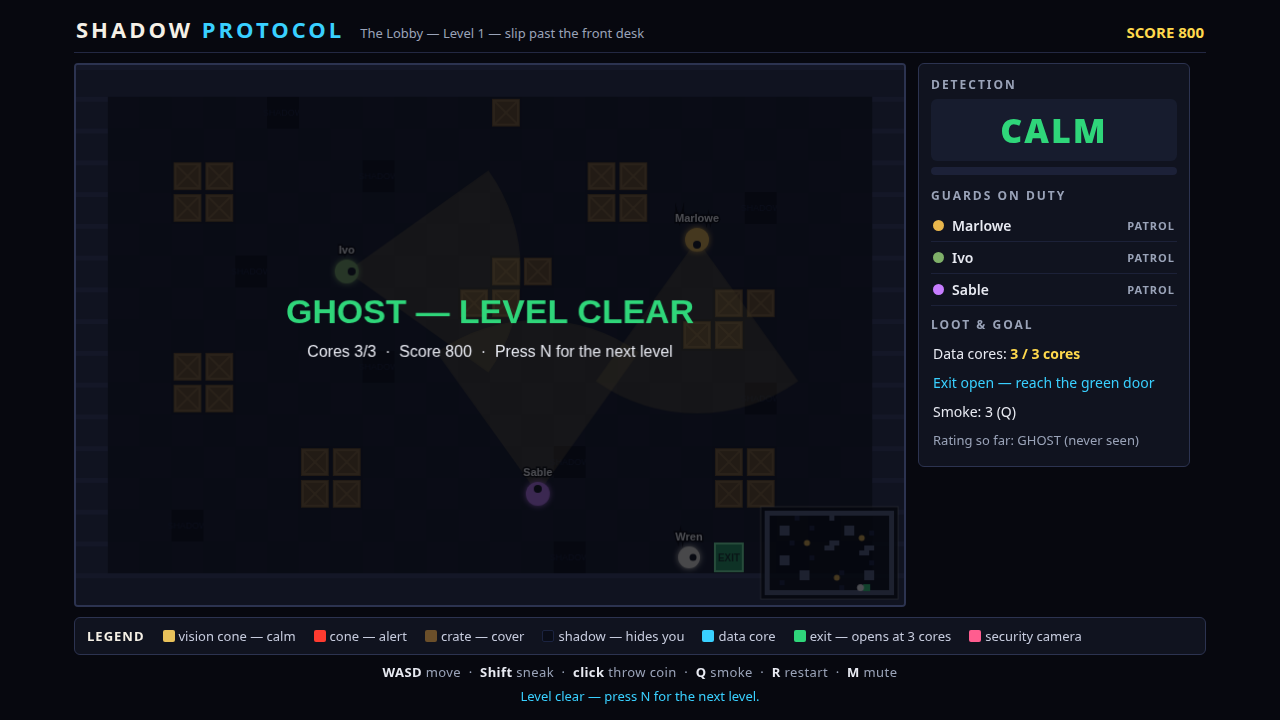 SHADOW PROTOCOL The Lobby — Level 1 — slip past the front desk SCORE 800
Marlowe
Ivo
GHOST — LEVEL CLEAR
Cores 3/3 · Score 800 · Press N for the next level
Sable
Wren
EXIT
DETECTION
CALM
GUARDS ON DUTY
Marlowe PATROL
Ivo PATROL
Sable PATROL
LOOT & GOAL
Data cores: 3 / 3 cores
Exit open — reach the green door
Smoke: 3 (Q)
Rating so far: GHOST (never seen)
LEGEND vision cone — calm cone — alert crate — cover shadow — hides you data core exit — opens at 3 cores security camera
WASD move · Shift sneak · click throw coin · Q smoke · R restart · M mute
Level clear — press N for the next level.